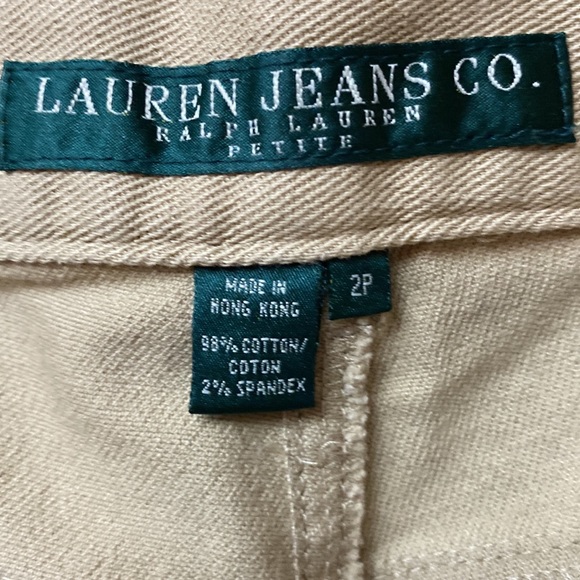 LAUREN JEANS CO.
RALPH LAUREN
PETITE
MADE IN
HONG KONG
98% COTTON/
COTON
2% SPANDEX
2P